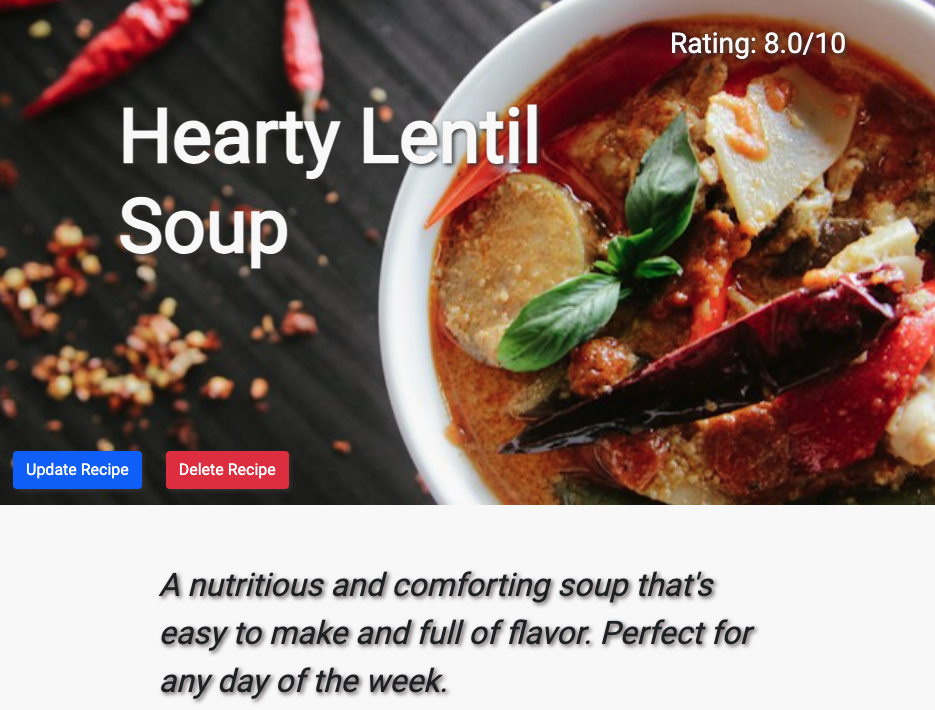 Rating: 8.0/10
Hearty Lentil
Soup
Update Recipe
Delete Recipe
A nutritious and comforting soup that's
easy to make and full of flavor. Perfect for
any day of the week.